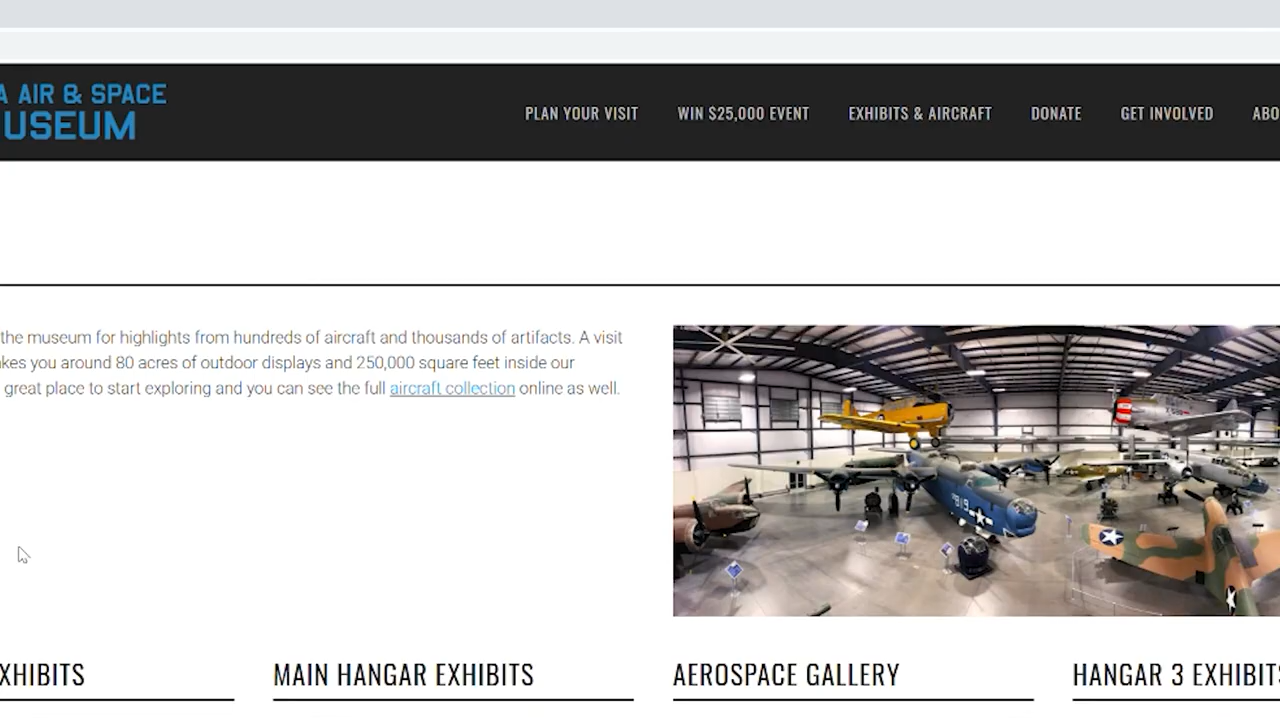 A AIR & SPACE
USEUM
PLAN YOUR VISIT
WIN $25,000 EVENT
EXHIBITS & AIRCRAFT
DONATE
GET INVOLVED
ABO
the museum for highlights from hundreds of aircraft and thousands of artifacts. A visit
kes you around 80 acres of outdoor displays and 250,000 square feet inside our
great place to start exploring and you can see the full aircraft collection online as well.
XHIBITS
MAIN HANGAR EXHIBITS
AEROSPACE GALLERY
HANGAR 3 EXHIBITS